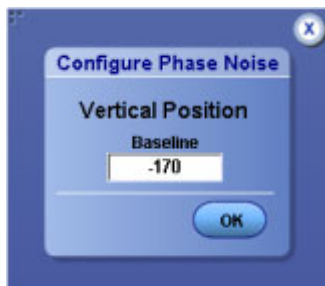 X
Configure Phase Noise
Vertical Position
Baseline
-170
OK